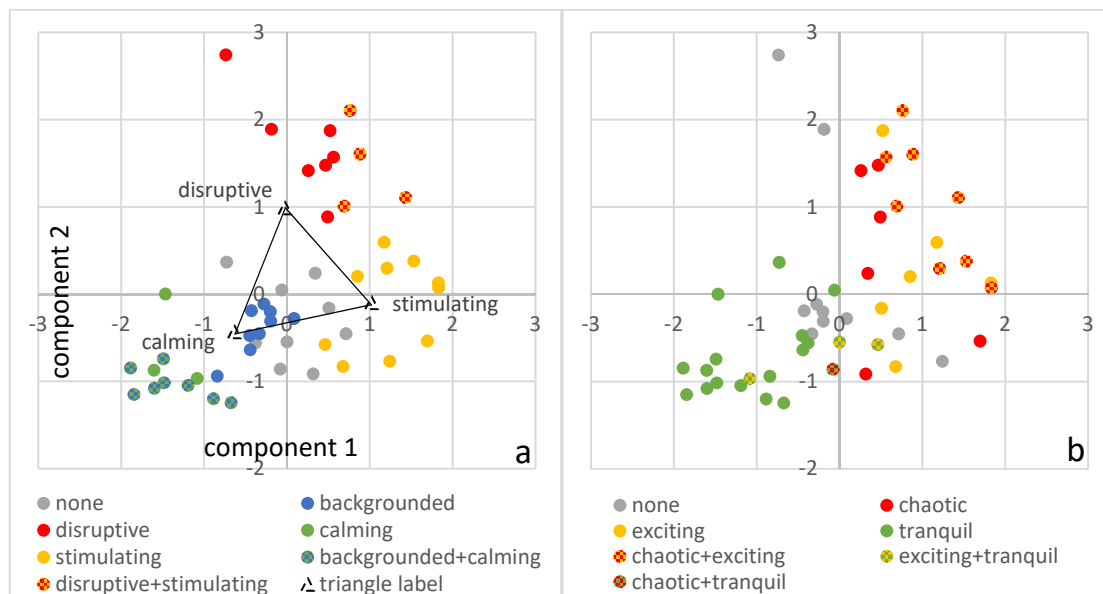 3
3
2
2
1
1
disruptive
0
0
-3 -2 -1 0 1 2 3
-3 -2 -1 0 1 2 3
stimulating
calming
component 2
-1
-1
component 1
a
b
-2
-2
none
backgrounded
disruptive
calming
stimulating
backgrounded+calming
disruptive+stimulating
triangle label
none
chaotic
exciting
tranquil
chaotic+exciting
exciting+tranquil
chaotic+tranquil